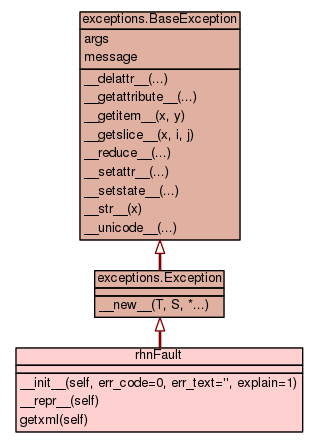 exceptions.BaseException
args
message
__delattr__(...)
__getattribute__(...)
__getitem__(x, y)
__getslice__(x, i, j)
__reduce__(...)
__setattr__(...)
__setstate__(...)
__str__(x)
__unicode__(...)
exceptions.Exception
__new__(T, S, *...)
rhnFault
__init__(self, err_code=0, err_text='', explain=1)
__repr__(self)
getxml(self)